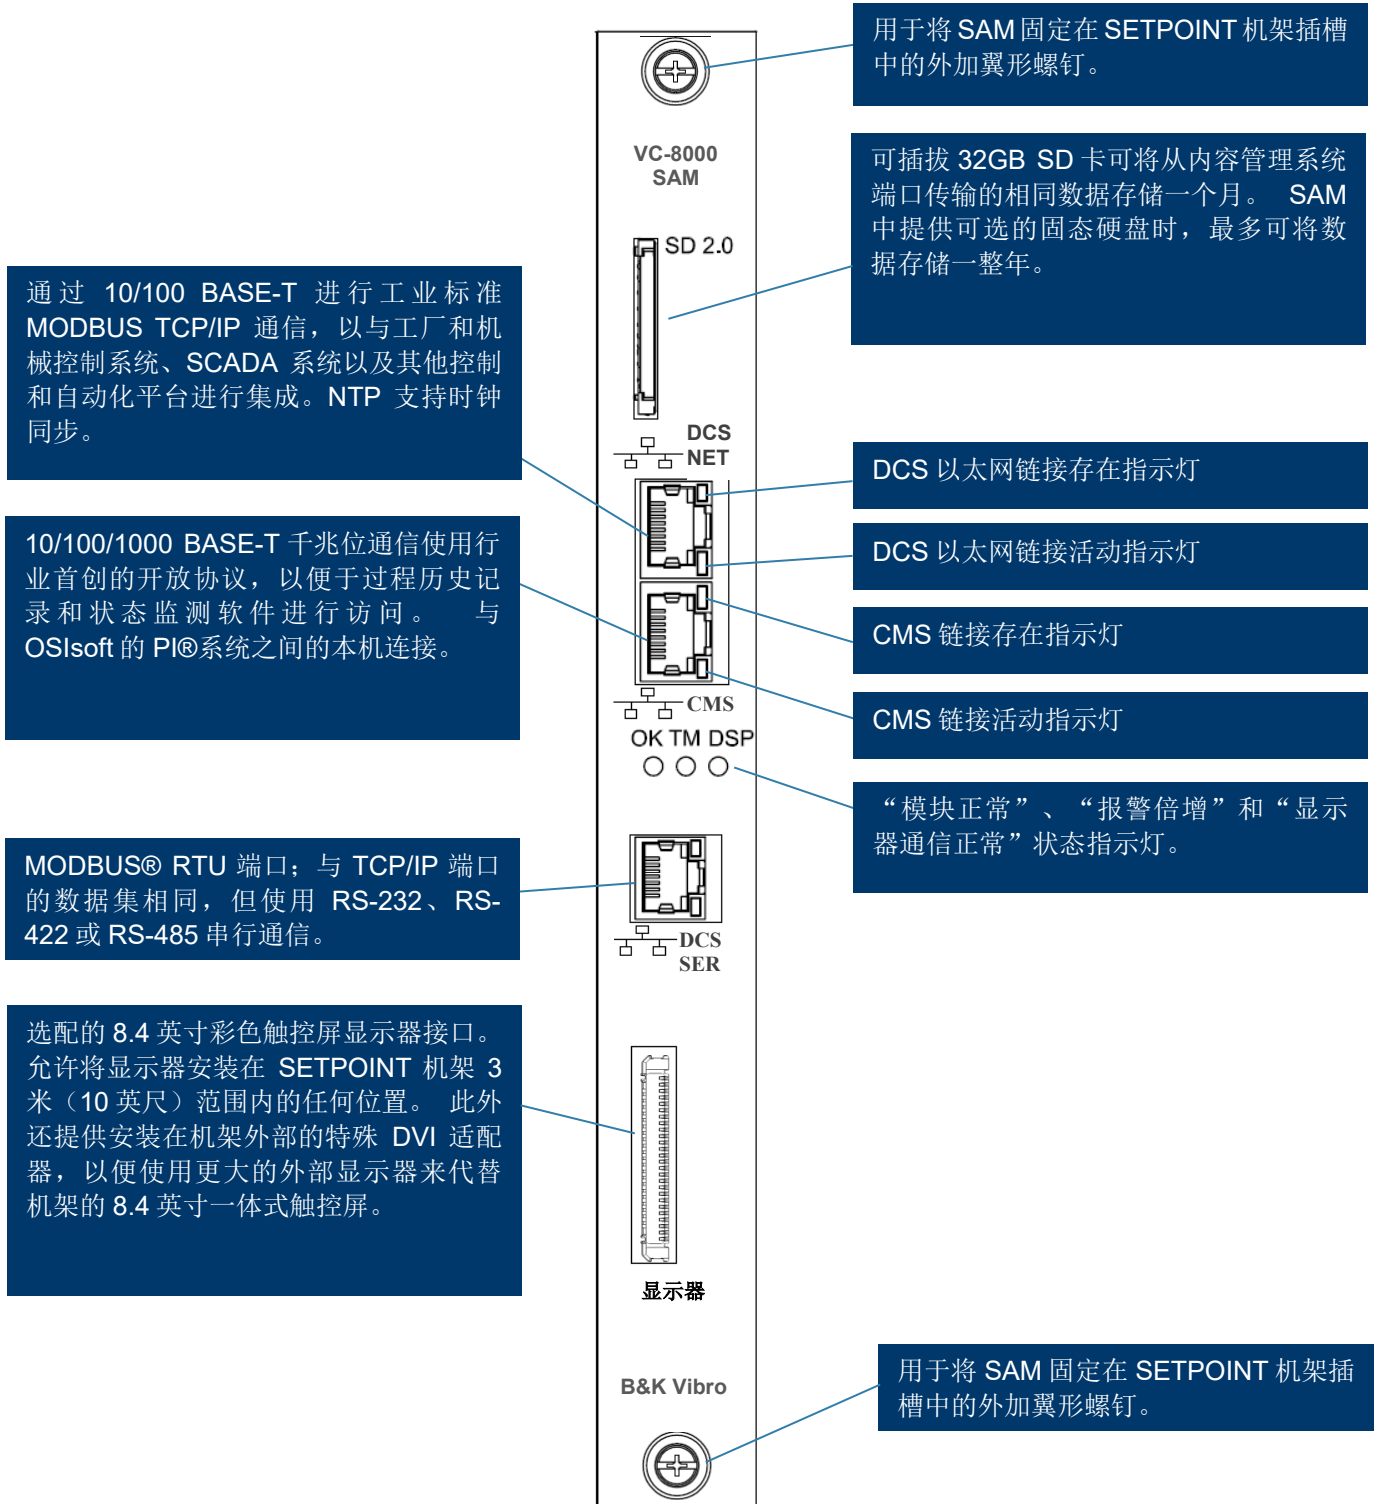 用于将 SAM 固定在 SETPOINT 机架插槽
中的外加翼形螺钉。
VC-8000
SAM
可插拔 32GB SD 卡可将从内容管理系统
端口传输的相同数据存储一个月。 SAM
中提供可选的固态硬盘时，最多可将数
据存储一整年。
SD 2.0
通过 10/100 BASE-T 进行工业标准
MODBUS TCP/IP 通信，以与工厂和机
械控制系统、SCADA 系统以及其他控制
和自动化平台进行集成。NTP 支持时钟
同步。
DCS
NET
DCS 以太网链接存在指示灯
10/100/1000 BASE-T 千兆位通信使用行
业首创的开放协议，以便于过程历史记
录和状态监测软件进行访问。 与
OSIsoft 的 PI®系统之间的本机连接。
DCS 以太网链接活动指示灯
CMS 链接存在指示灯
CMS
CMS 链接活动指示灯
OK TM DSP
“模块正常”、“报警倍增”和“显示
器通信正常”状态指示灯。
MODBUS® RTU 端口；与 TCP/IP 端口
的数据集相同，但使用 RS-232、RS-
422 或 RS-485 串行通信。
DCS
SER
选配的 8.4 英寸彩色触控屏显示器接口。
允许将显示器安装在 SETPOINT 机架 3
米（10 英尺）范围内的任何位置。 此外
还提供安装在机架外部的特殊 DVI 适配
器，以便使用更大的外部显示器来代替
机架的 8.4 英寸一体式触控屏。
显示器
B&K Vibro
用于将 SAM 固定在 SETPOINT 机架插
槽中的外加翼形螺钉。